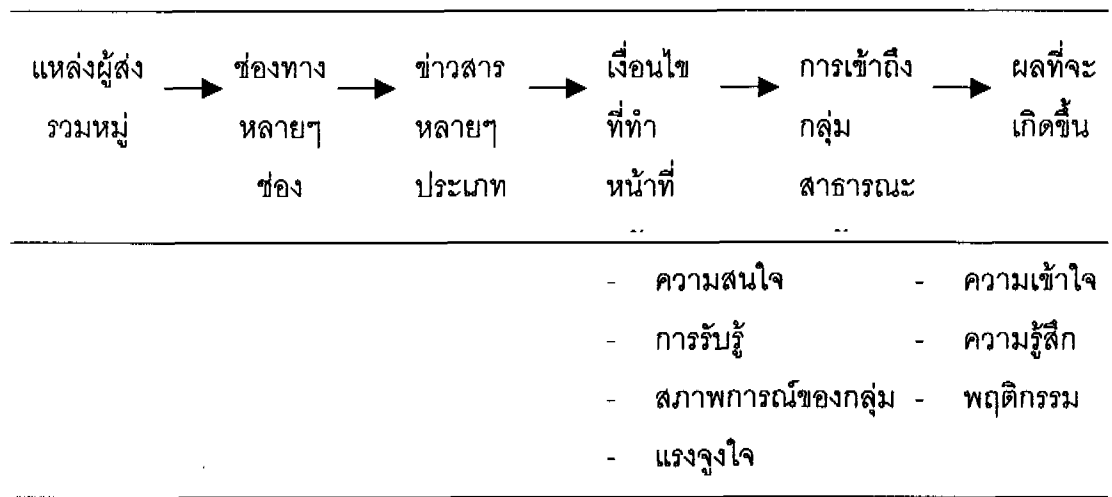 แหล่งผู้ส่ง → ช่องทาง → ข่าวสาร → เงื่อนไข → การเข้าถึง → ผลที่จะ
รวมหมู่ หลายๆ หลายๆ ที่ทำ กลุ่ม เกิดขึ้น
ช่อง ประเภท หน้าที่ สาธารณะ
- ความสนใจ - ความเข้าใจ
- การรับรู้ - ความรู้สึก
- สภาพการณ์ของกลุ่ม - พฤติกรรม
- แรงจูงใจ